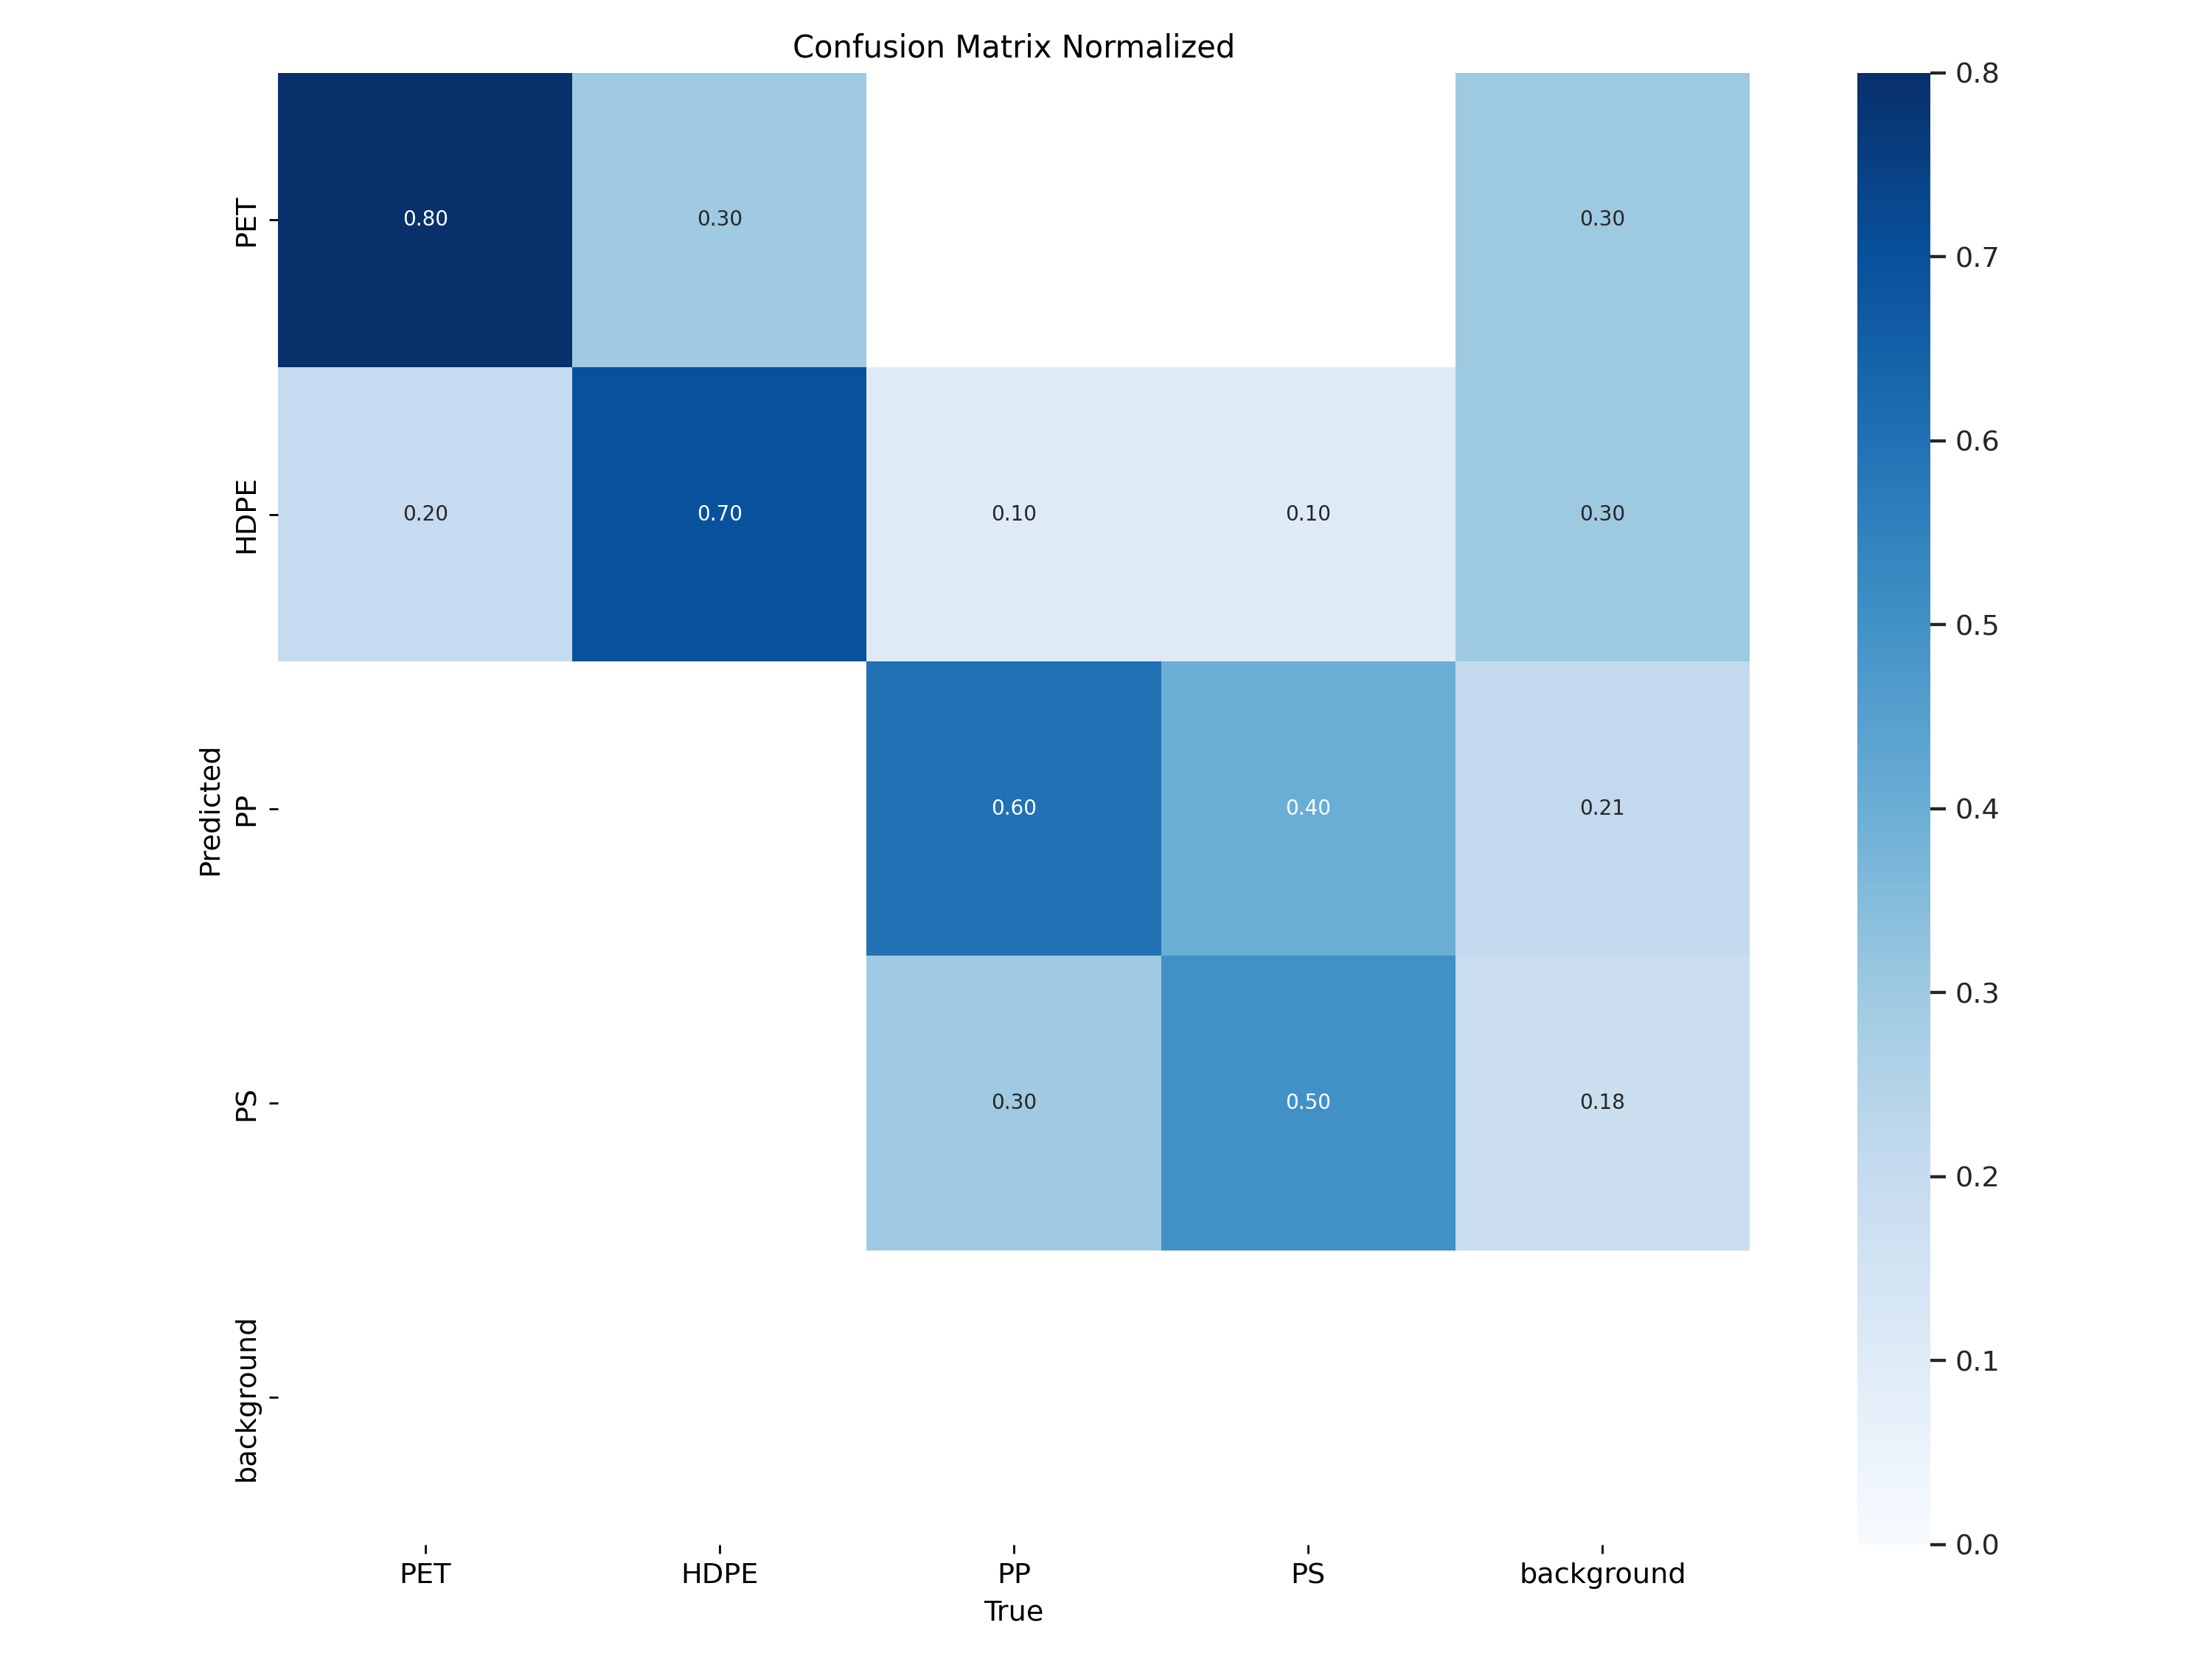 Confusion Matrix Normalized
PET 0.80 0.30 0.30
HDPE 0.20 0.70 0.10 0.10 0.30
Predicted
PP 0.60 0.40 0.21
PS 0.30 0.50 0.18
background
PET HDPE PP PS background
True
0.8
0.7
0.6
0.5
0.4
0.3
0.2
0.1
0.0